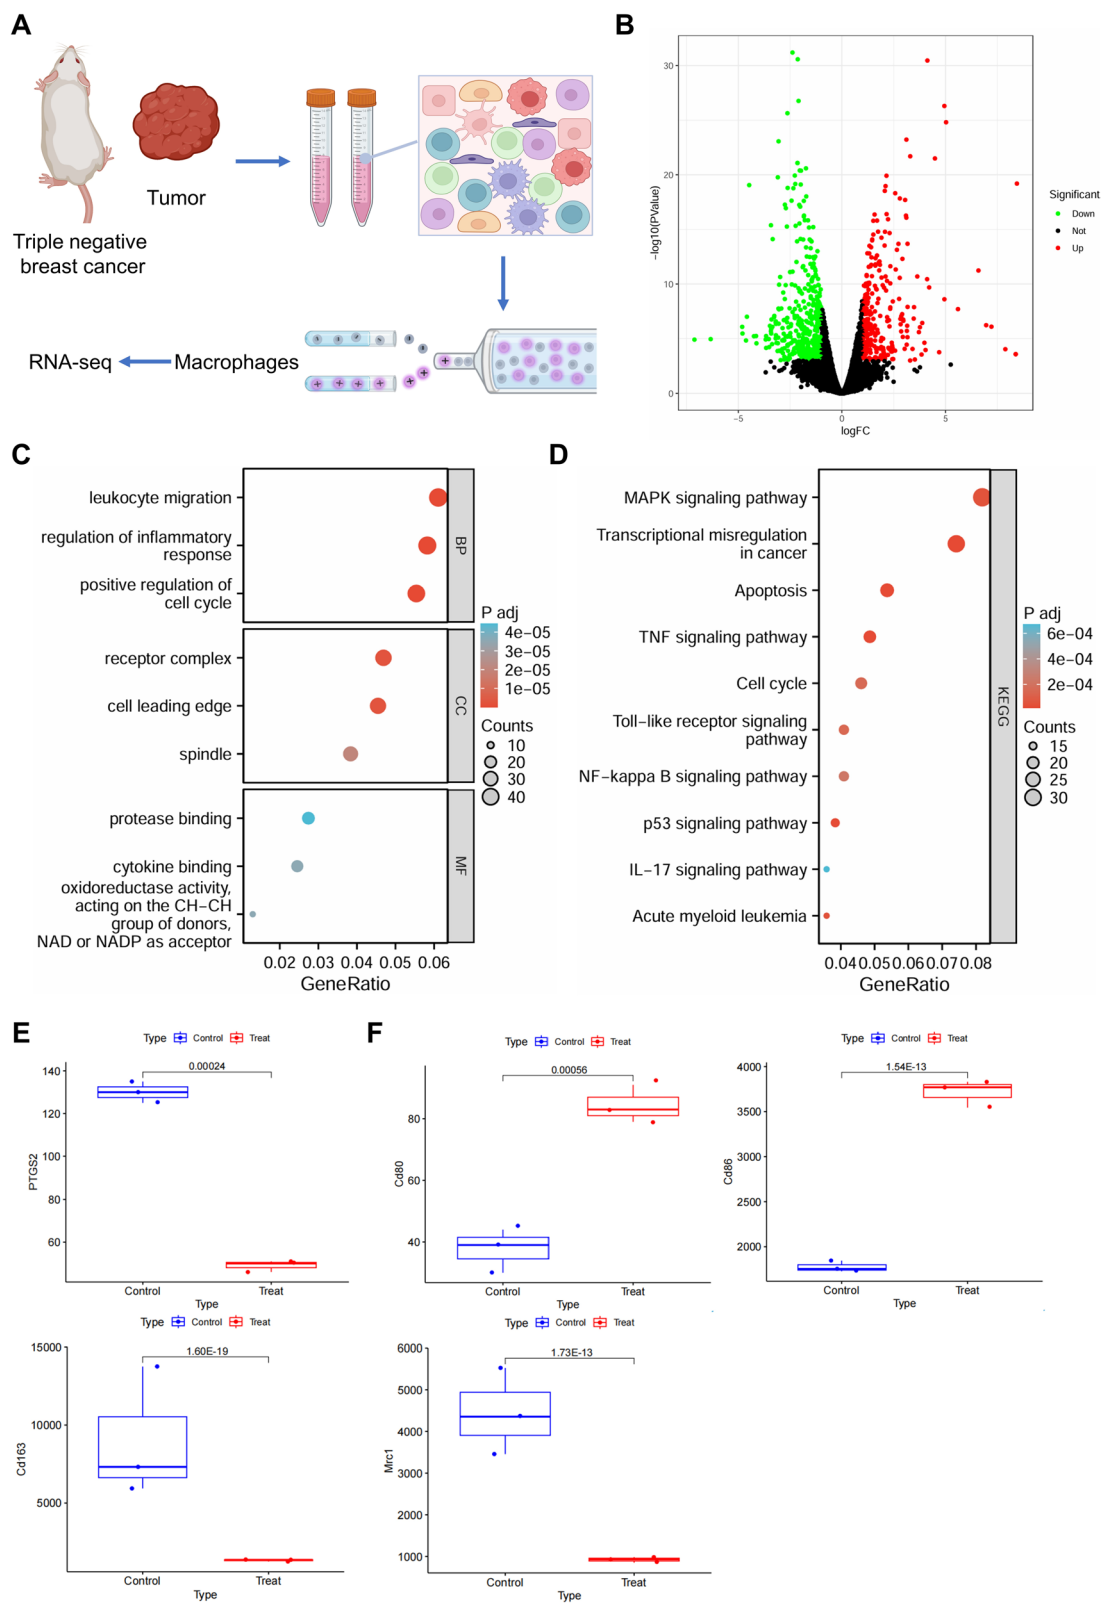 A
Tumor
Triple negative
breast cancer
RNA-seq
Macrophages
B
30
20
10
0
−log10(PValue)
−5
0
5
logFC
Significant
Down
Not
Up
C
leukocyte migration
regulation of inflammatory
response
positive regulation of
cell cycle
BP
receptor complex
cell leading edge
spindle
CC
protease binding
cytokine binding
oxidoreductase activity,
acting on the CH−CH
group of donors,
NAD or NADP as acceptor
MF
0.02 0.03 0.04 0.05 0.06
GeneRatio
P adj
4e−05
3e−05
2e−05
1e−05
Counts
10
20
30
40
D
MAPK signaling pathway
Transcriptional misregulation
in cancer
Apoptosis
TNF signaling pathway
Cell cycle
Toll−like receptor signaling
pathway
NF−kappa B signaling pathway
p53 signaling pathway
IL−17 signaling pathway
Acute myeloid leukemia
KEGG
0.04 0.05 0.06 0.07 0.08
GeneRatio
P adj
6e−04
4e−04
2e−04
Counts
15
20
25
30
E
Type Control Treat
0.00024
140
120
100
80
60
PTGS2
Control Treat
Type
F
Type Control Treat
0.00056
80
60
40
Cd80
Control Treat
Type
Type Control Treat
1.54E-13
4000
3500
3000
2500
2000
Cd86
Control Treat
Type
Type Control Treat
1.60E-19
15000
10000
5000
Cd163
Control Treat
Type
Type Control Treat
1.73E-13
6000
5000
4000
3000
2000
1000
Mrc1
Control Treat
Type